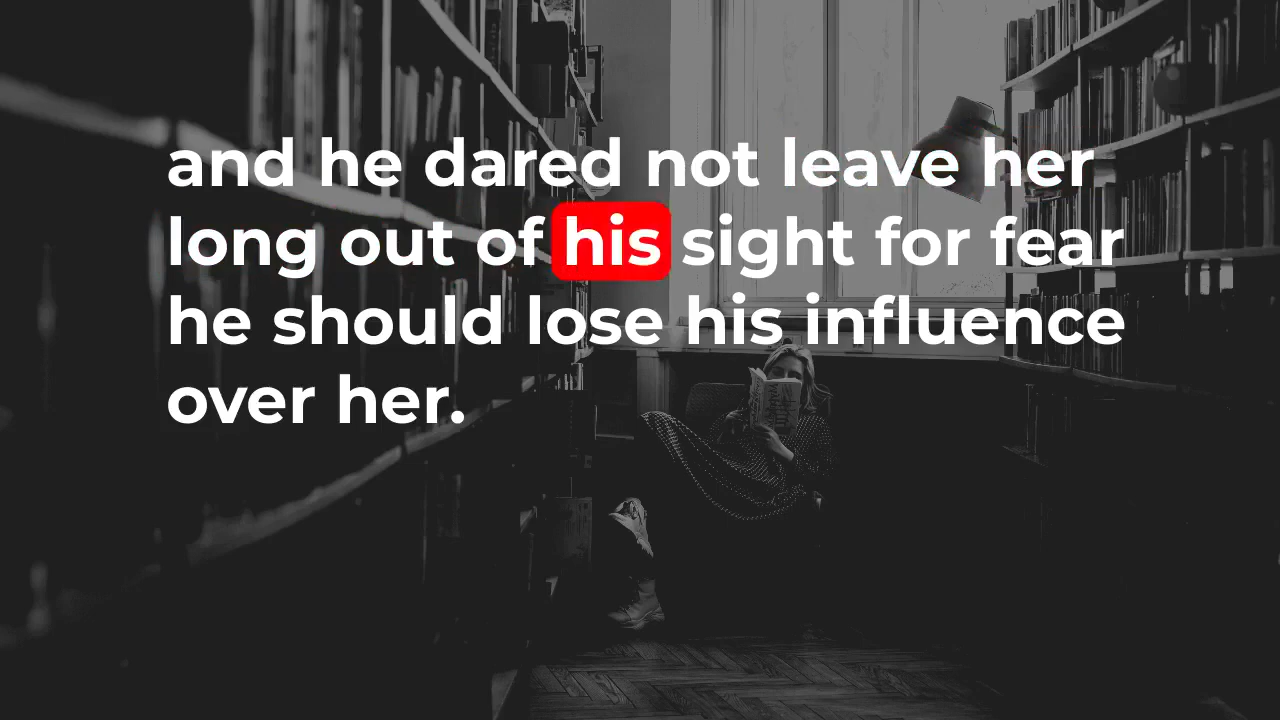 and he dared not leave her
long out of his sight for fear
he should lose his influence
over her.